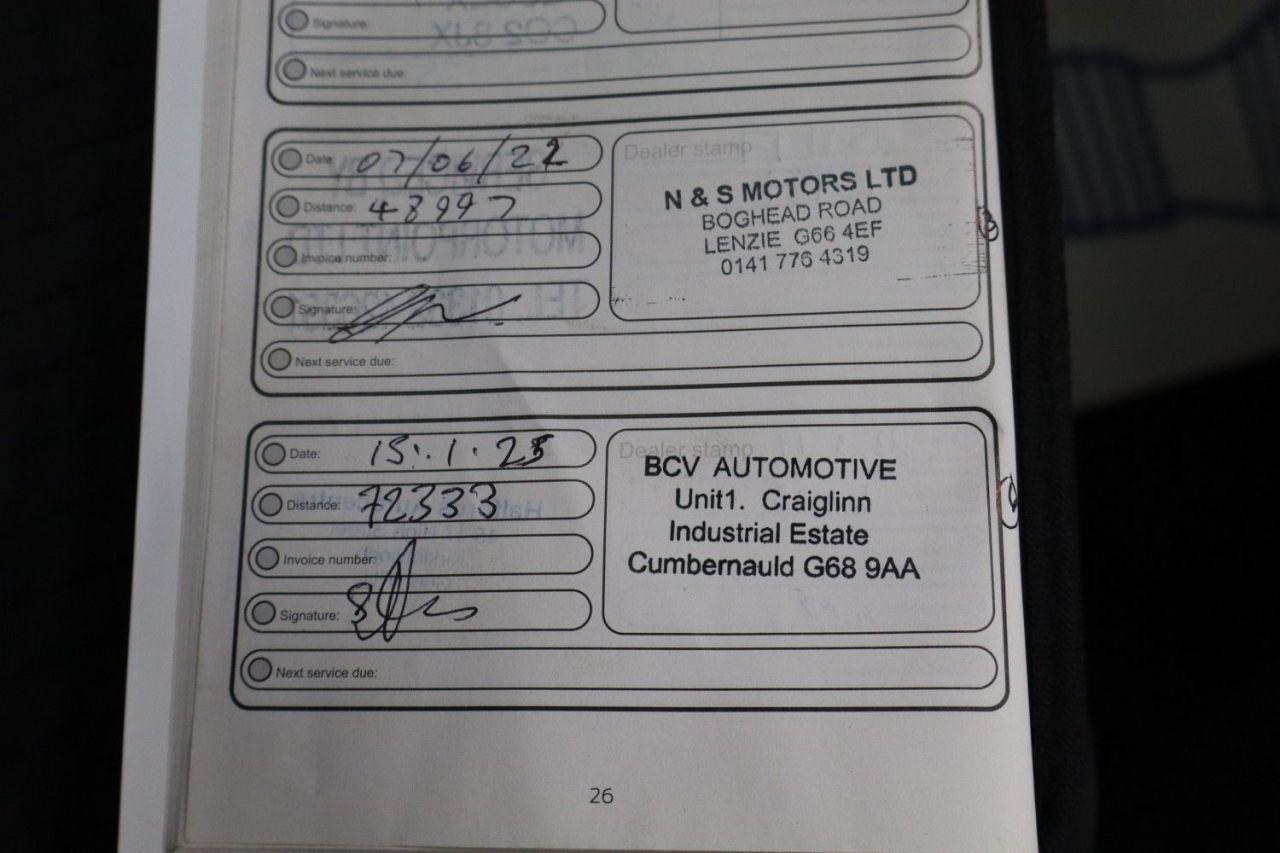 Signature:
Next service due:
Date: 07/06/22
Distance: 48997
Invoice number:
Signature:
Next service due:
Dealer stamp
N & S MOTORS LTD
BOGHEAD ROAD
LENZIE G66 4EF
0141 776 4319
Date: 15.1.25
Distance: 72333
Invoice number:
Signature:
Next service due:
Dealer stamp
BCV AUTOMOTIVE
Unit1. Craiglinn
Industrial Estate
Cumbernauld G68 9AA
26